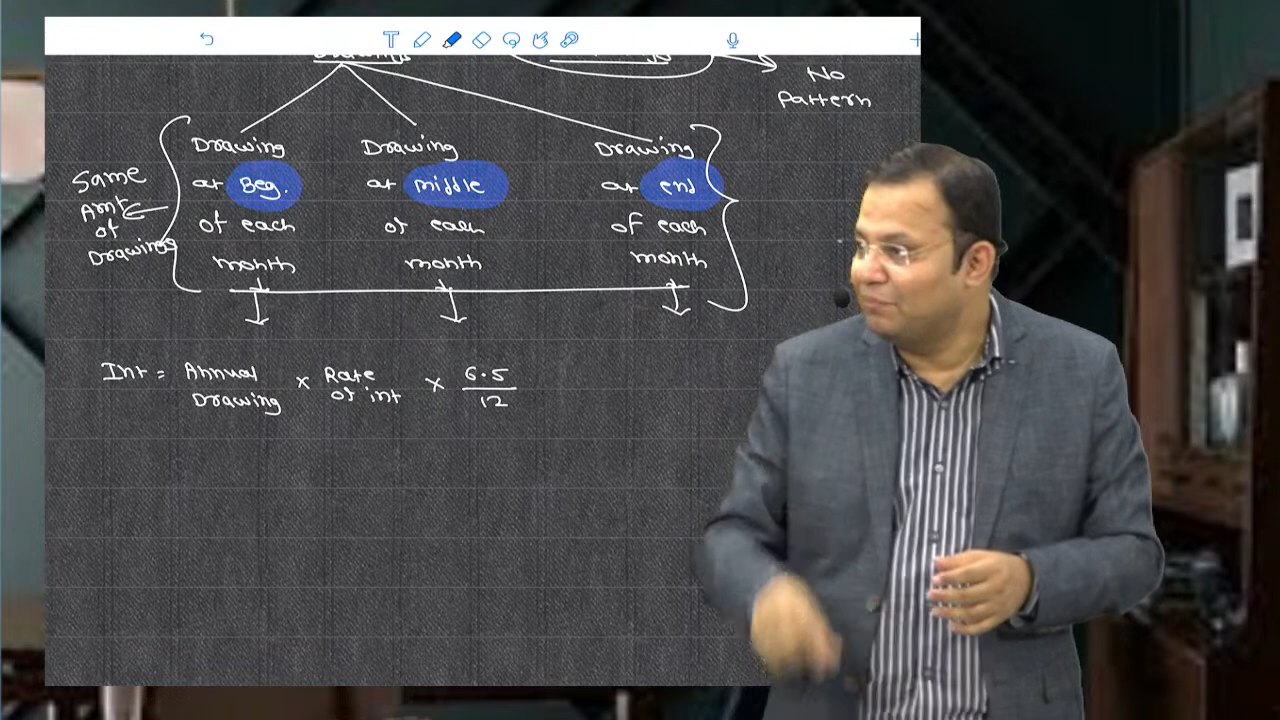 Drawings
No
Pattern
Drawing
at Beg.
of each
month
Drawing
at middle
of each
month
Drawing
at end
of each
month
Same
Amt
of
Drawings
Int = Annual Drawing × Rate of int × 6.5
12